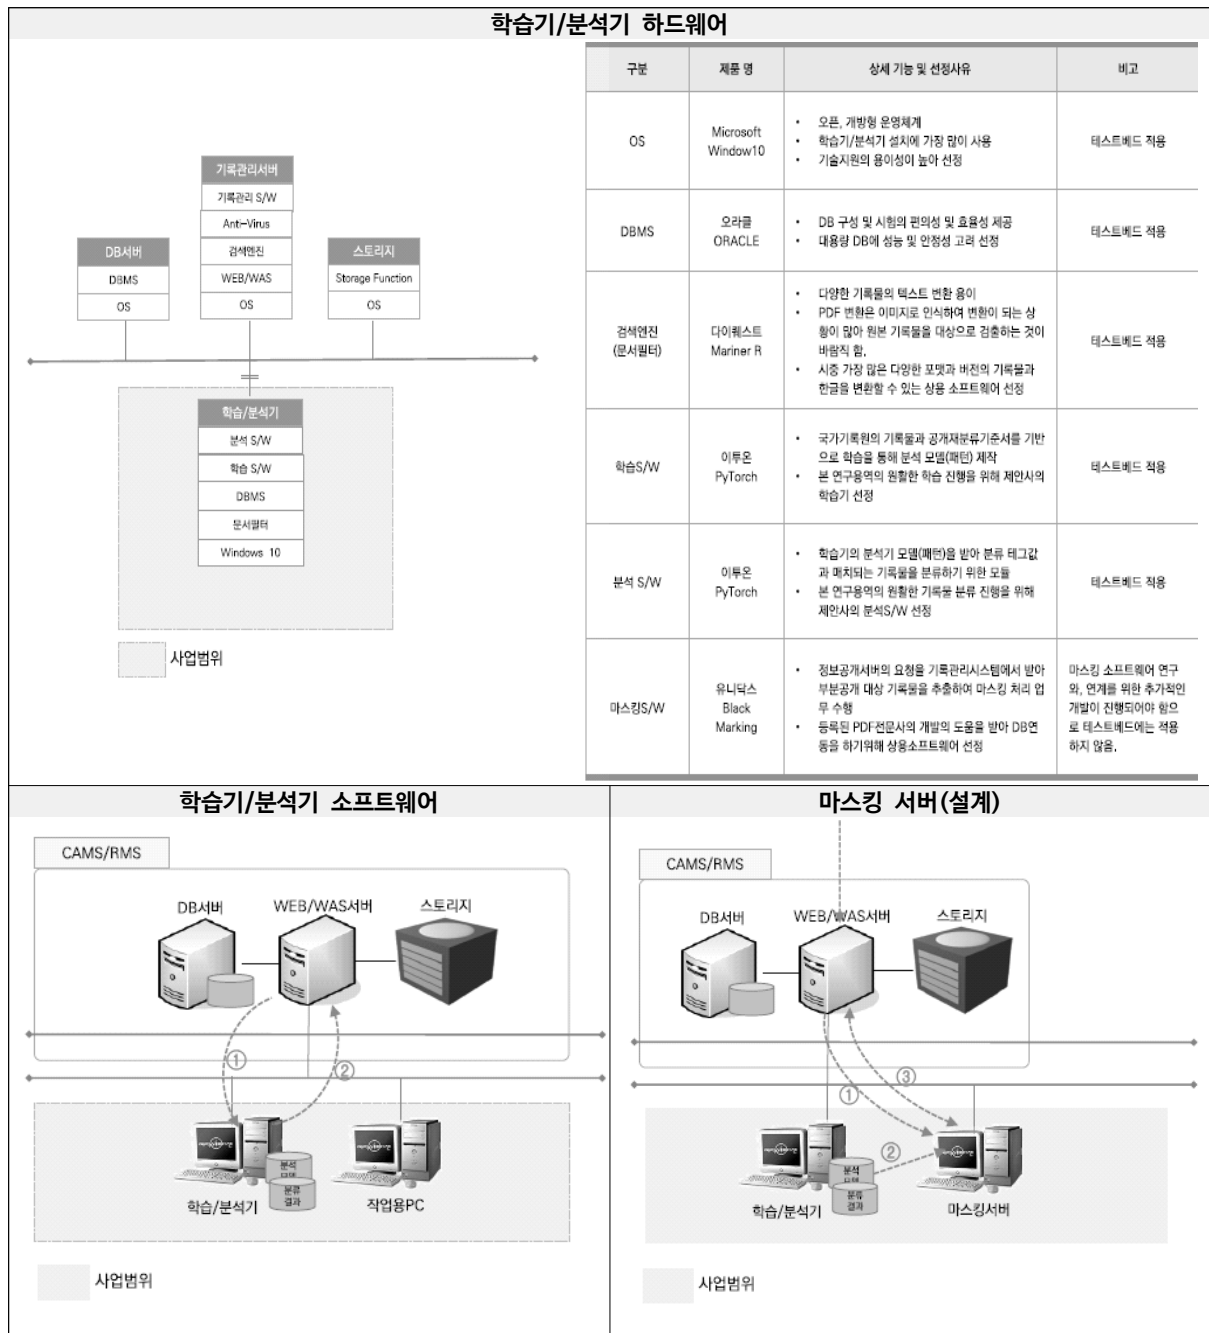 학습기/분석기 하드웨어
기록관리서버
기록관리 S/W
Anti-Virus
검색엔진
WEB/WAS
OS
DB서버
DBMS
OS
스토리지
Storage Function
OS
학습/분석기
분석 S/W
학습 S/W
DBMS
문서필터
Windows 10
사업범위
구분 제품 명 상세 기능 및 선정사유 비고
OS
Microsoft
Window10
• 오픈, 개방형 운영체계
• 학습기/분석기 설치에 가장 많이 사용
• 기술지원의 용이성이 높아 선정
테스트베드 적용
DBMS
오라클
ORACLE
• DB 구성 및 시험의 편의성 및 효율성 제공
• 대용량 DB에 성능 및 안정성 고려 선정
테스트베드 적용
검색엔진
(문서필터)
다이퀘스트
Mariner R
• 다양한 기록물의 텍스트 변환 용이
• PDF 변환은 이미지로 인식하여 변환이 되는 상
황이 많아 원본 기록물을 대상으로 검출하는 것이
바람직 함.
• 시중 가장 많은 다양한 포맷과 버전의 기록물과
한글을 변환할 수 있는 상용 소프트웨어 선정
테스트베드 적용
학습S/W
이투온
PyTorch
• 국가기록원의 기록물과 공개재분류기준서를 기반
으로 학습을 통해 분석 모델(패턴) 제작
• 본 연구용역의 원활한 학습 진행을 위해 제안사의
학습기 선정
테스트베드 적용
분석 S/W
이투온
PyTorch
• 학습기의 분석기 모델(패턴)을 받아 분류 테그값
과 매치되는 기록물을 분류하기 위한 모듈
• 본 연구용역의 원활한 기록물 분류 진행을 위해
제안사의 분석S/W 선정
테스트베드 적용
마스킹S/W
유니닥스
Black
Marking
• 정보공개서버의 요청을 기록관리시스템에서 받아
부분공개 대상 기록물을 추출하여 마스킹 처리 업
무 수행
• 등록된 PDF전문사의 개발의 도움을 받아 DB연
동을 하기위해 상용소프트웨어 선정
마스킹 소프트웨어 연구
와, 연계를 위한 추가적인
개발이 진행되어야 함으
로 테스트베드에는 적용
하지 않음.
학습기/분석기 소프트웨어
CAMS/RMS
DB서버 WEB/WAS서버 스토리지
①
②
분석
모델
분류
결과
학습/분석기 작업용PC
사업범위
마스킹 서버(설계)
CAMS/RMS
DB서버 WEB/WAS서버 스토리지
③
①
②
분석
모델
분류
결과
학습/분석기 마스킹서버
사업범위